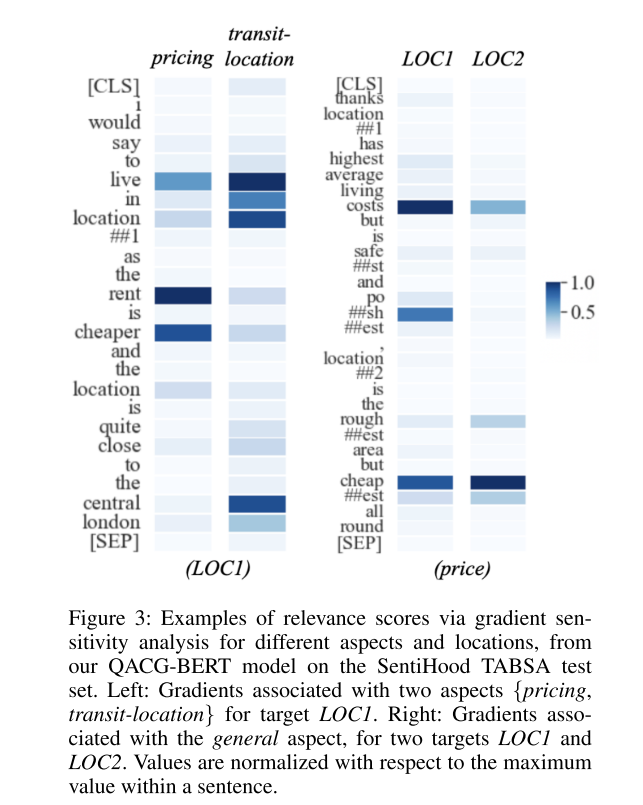 pricing
transit-
location
[CLS]
i
would
say
to
live
in
location
##1
as
the
rent
is
cheaper
and
the
location
is
quite
close
to
the
central
london
[SEP]
(LOC1)
LOC1 LOC2
[CLS]
thanks
location
##1
has
highest
average
living
costs
but
is
safe
##st
and
po
##sh
##est
,
location
##2
is
the
rough
##est
area
but
cheap
##est
all
round
[SEP]
(price)
1.0
0.5
Figure 3: Examples of relevance scores via gradient sen-
sitivity analysis for different aspects and locations, from
our QACG-BERT model on the SentiHood TABSA test
set. Left: Gradients associated with two aspects {pricing,
transit-location} for target LOC1. Right: Gradients asso-
ciated with the general aspect, for two targets LOC1 and
LOC2. Values are normalized with respect to the maximum
value within a sentence.